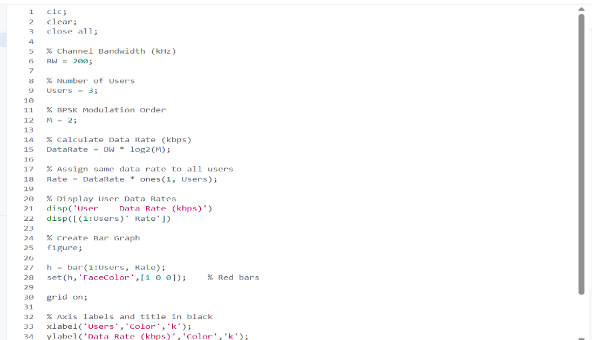 1 clc;
2 clear;
3 close all;
4
5 % Channel Bandwidth (kHz)
6 BW = 200;
7
8 % Number of Users
9 Users = 3;
10
11 % BPSK Modulation Order
12 M = 2;
13
14 % Calculate Data Rate (kbps)
15 DataRate = BW * log2(M);
16
17 % Assign same data rate to all users
18 Rate = DataRate * ones(1, Users);
19
20 % Display User Data Rates
21 disp('User    Data Rate (kbps)')
22 disp([(1:Users)' Rate'])
23
24 % Create Bar Graph
25 figure;
26
27 h = bar(1:Users, Rate);
28 set(h,'FaceColor',[1 0 0]);    % Red bars
29
30 grid on;
31
32 % Axis labels and title in black
33 xlabel('Users','Color','k');
34 ylabel('Data Rate (kbps)','Color','k');